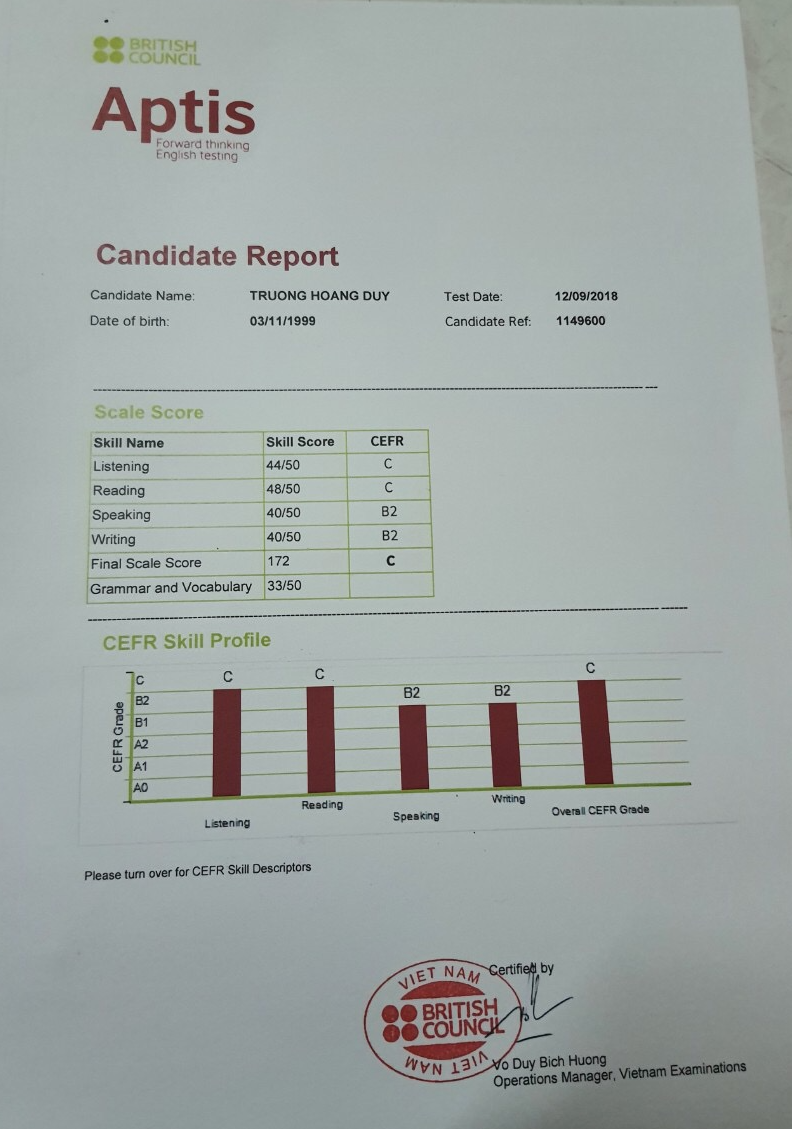 BRITISH
COUNCIL
Aptis
Forward thinking
English testing
Candidate Report
Candidate Name: TRUONG HOANG DUY Test Date: 12/09/2018
Date of birth: 03/11/1999 Candidate Ref: 1149600
Scale Score
Skill Name Skill Score CEFR
Listening 44/50 C
Reading 48/50 C
Speaking 40/50 B2
Writing 40/50 B2
Final Scale Score 172 C
Grammar and Vocabulary 33/50
CEFR Skill Profile
CEFR Grade
C
B2
B1
A2
A1
A0
C C B2 B2 C
Listening Reading Speaking Writing Overall CEFR Grade
Please turn over for CEFR Skill Descriptors
Certified by
VIET NAM
BRITISH
COUNCIL
VIET NAM
Vo Duy Bich Huong
Operations Manager, Vietnam Examinations